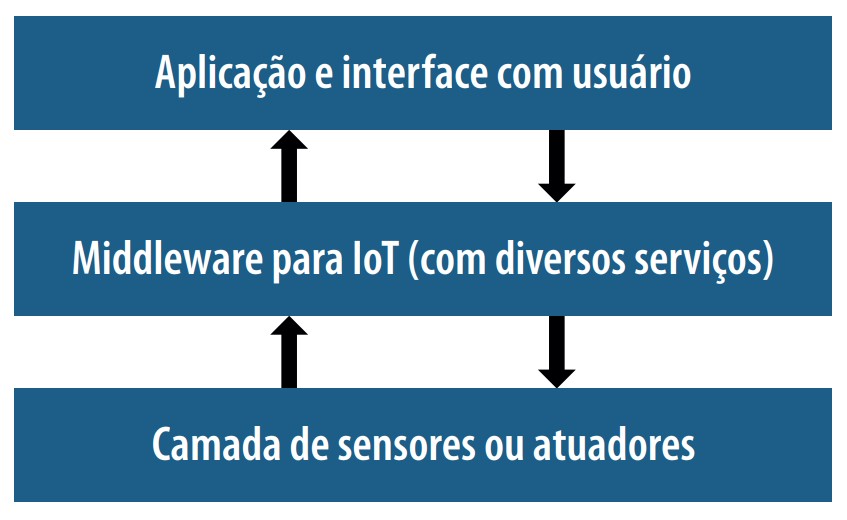 Aplicação e interface com usuário
Middleware para IoT (com diversos serviços)
Camada de sensores ou atuadores